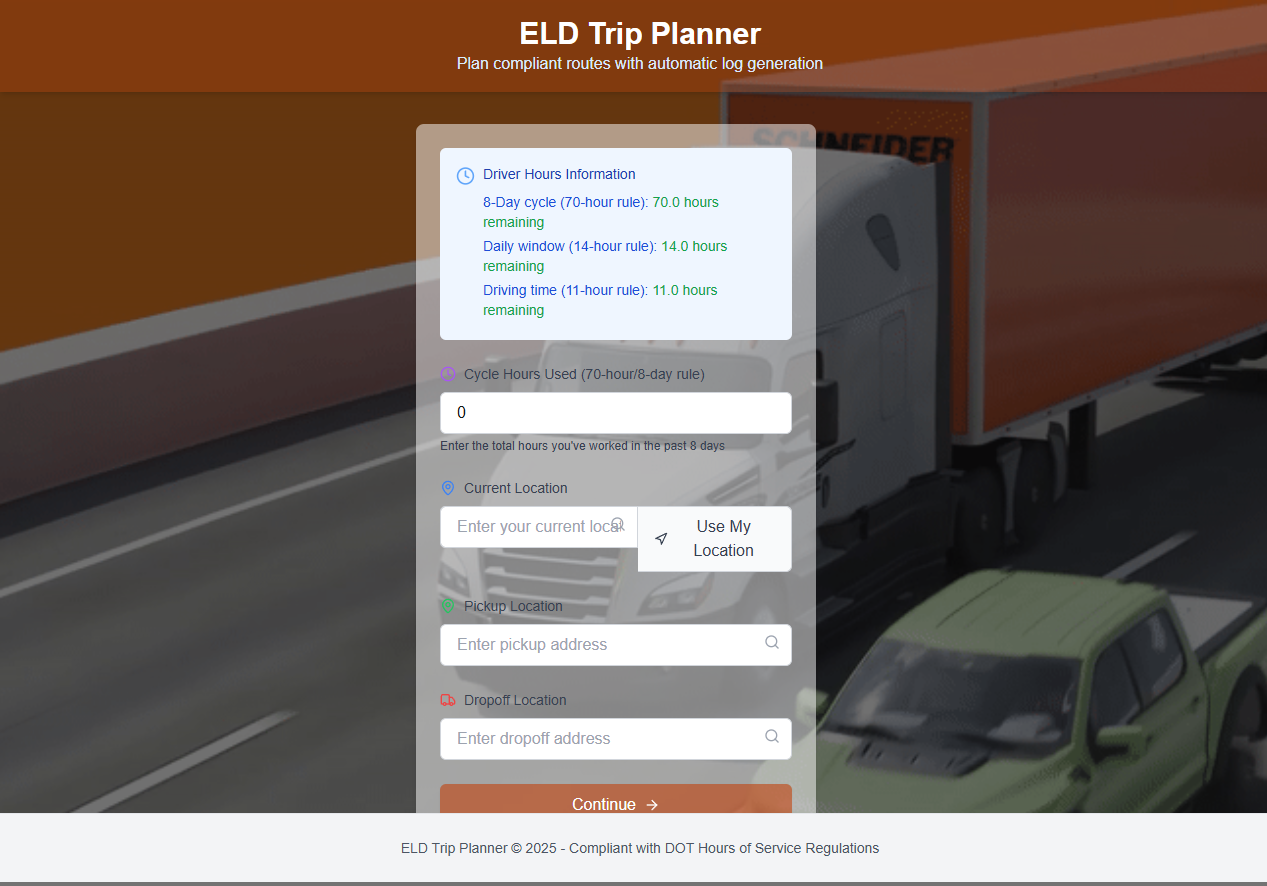 ELD Trip Planner
Plan compliant routes with automatic log generation
SCHNEIDER
Driver Hours Information
8-Day cycle (70-hour rule): 70.0 hours
remaining
Daily window (14-hour rule): 14.0 hours
remaining
Driving time (11-hour rule): 11.0 hours
remaining
Cycle Hours Used (70-hour/8-day rule)
0
Enter the total hours you've worked in the past 8 days
Current Location
Enter your current loca
Use My
Location
Pickup Location
Enter pickup address
Dropoff Location
Enter dropoff address
Continue
ELD Trip Planner © 2025 - Compliant with DOT Hours of Service Regulations